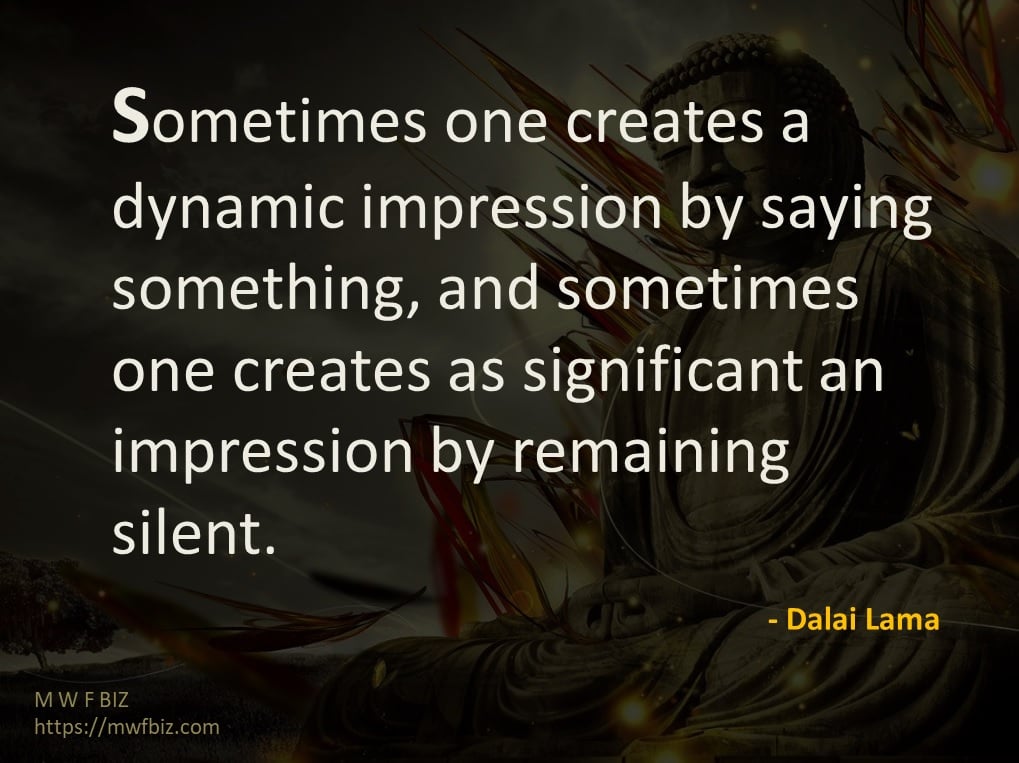 Sometimes one creates a
dynamic impression by saying
something, and sometimes
one creates as significant an
impression by remaining
silent.
- Dalai Lama
M W F BIZ
https://mwfbiz.com